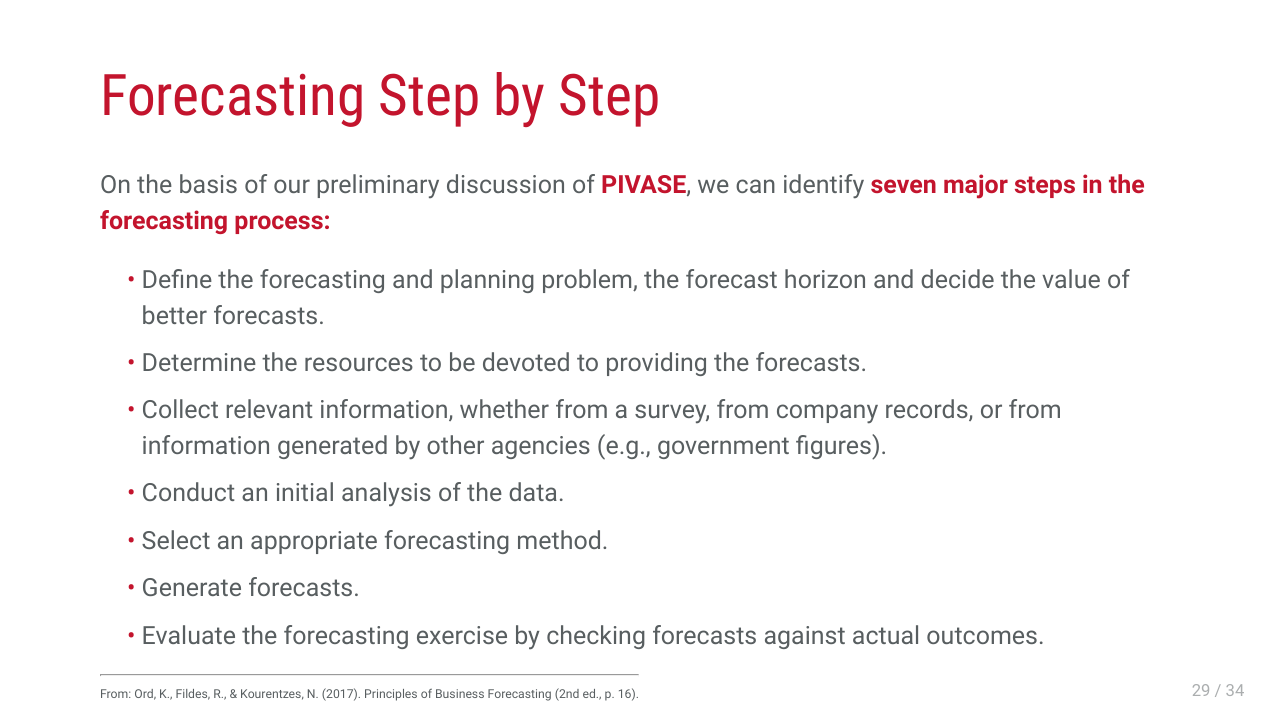 Forecasting Step by Step
On the basis of our preliminary discussion of PIVASE, we can identify seven major steps in the
forecasting process:
• Define the forecasting and planning problem, the forecast horizon and decide the value of
better forecasts.
• Determine the resources to be devoted to providing the forecasts.
• Collect relevant information, whether from a survey, from company records, or from
information generated by other agencies (e.g., government figures).
• Conduct an initial analysis of the data.
• Select an appropriate forecasting method.
• Generate forecasts.
• Evaluate the forecasting exercise by checking forecasts against actual outcomes.
From: Ord, K., Fildes, R., & Kourentzes, N. (2017). Principles of Business Forecasting (2nd ed., p. 16).
29 / 34